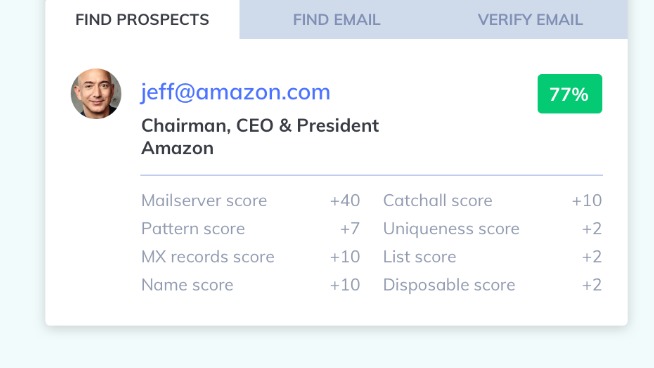 FIND PROSPECTS FIND EMAIL VERIFY EMAIL
jeff@amazon.com 77%
Chairman, CEO & President
Amazon
Mailserver score +40 Catchall score +10
Pattern score +7 Uniqueness score +2
MX records score +10 List score +2
Name score +10 Disposable score +2